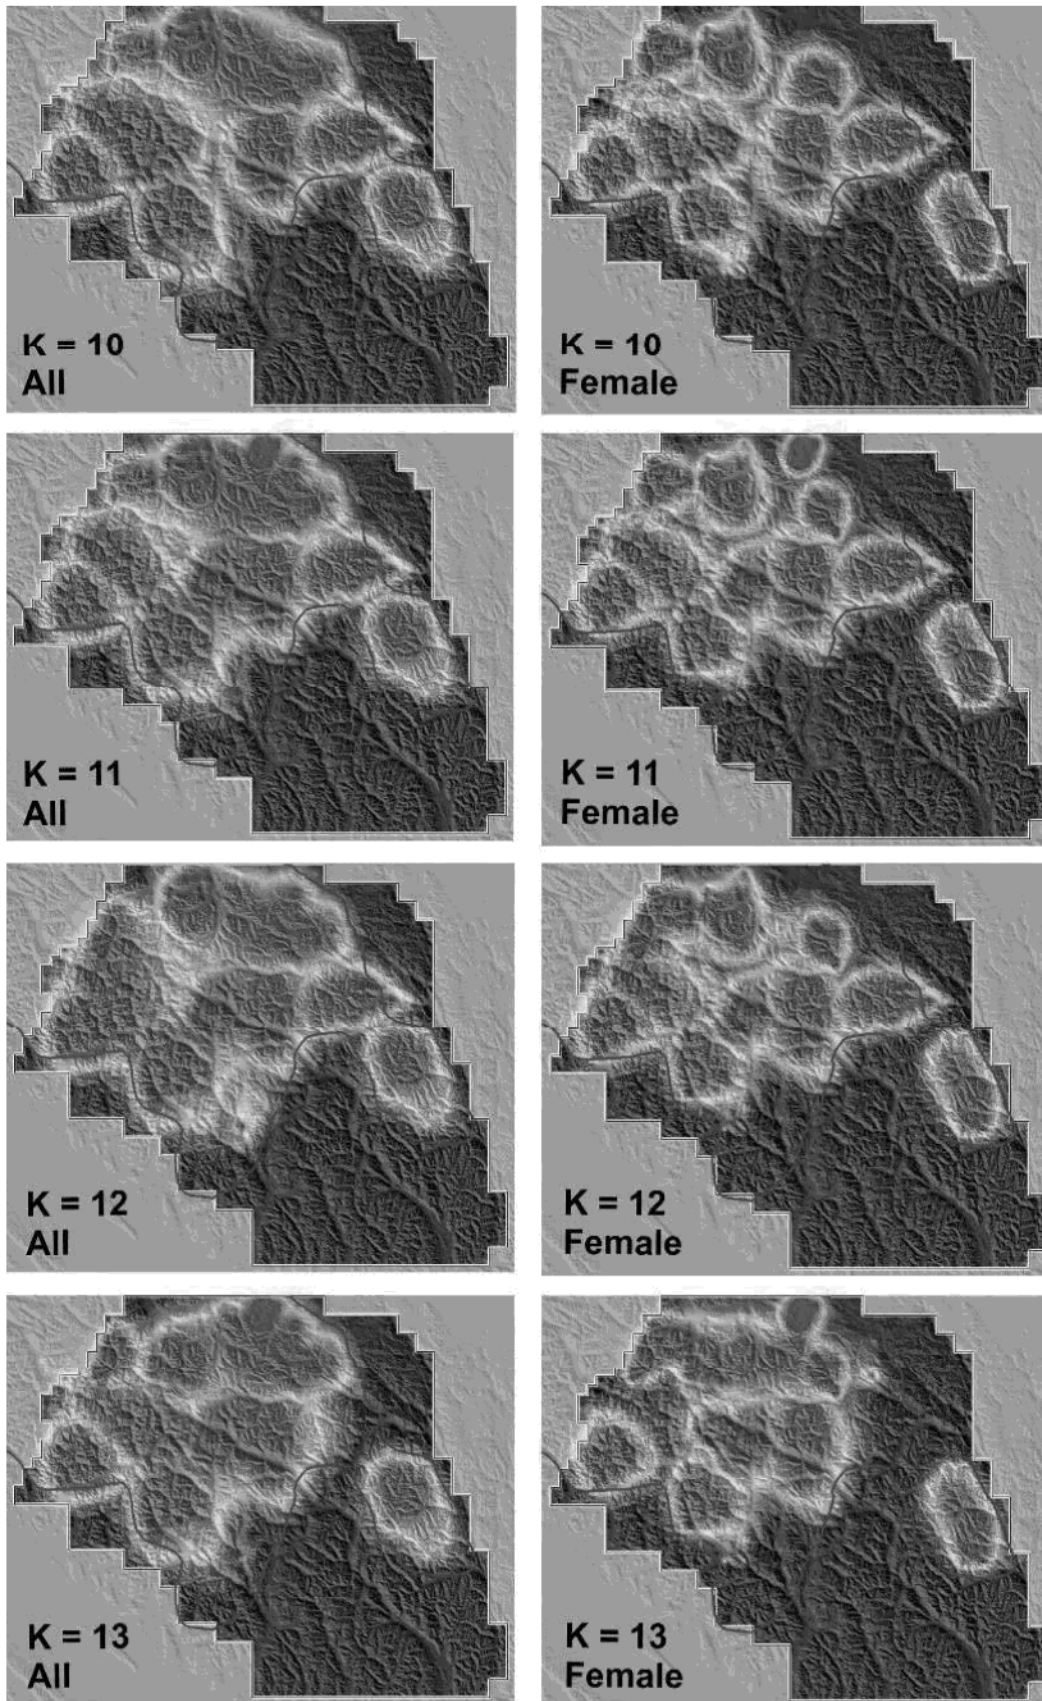 K = 10
All
K = 10
Female
K = 11
All
K = 11
Female
K = 12
All
K = 12
Female
K = 13
All
K = 13
Female